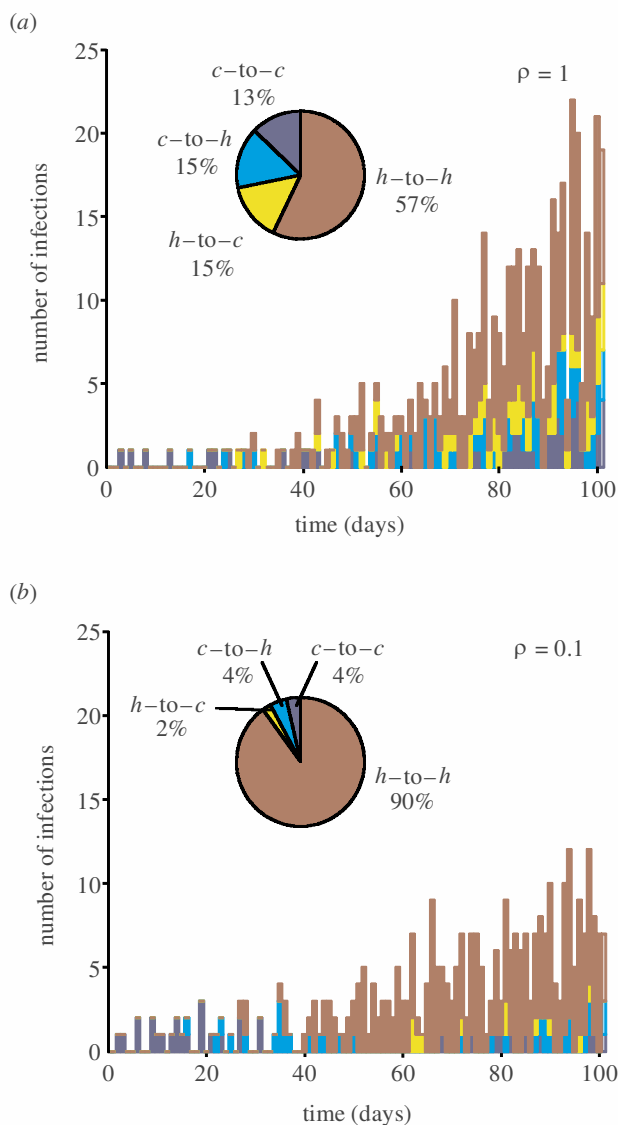 (a)
25
20
15
10
5
0
number of infections
ρ = 1
c–to–c
13%
c–to–h
15%
h–to–c
15%
h–to–h
57%
0 20 40 60 80 100
time (days)
(b)
25
20
15
10
5
0
number of infections
ρ = 0.1
c–to–h
4%
c–to–c
4%
h–to–c
2%
h–to–h
90%
0 20 40 60 80 100
time (days)